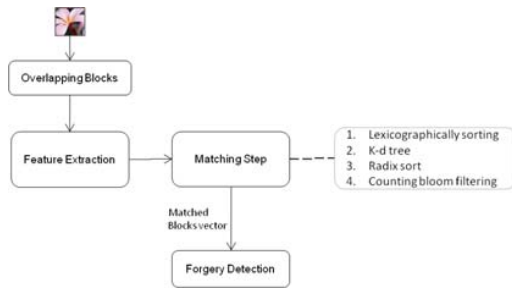 Overlapping Blocks
Feature Extraction
Matching Step
1. Lexicographically sorting
2. K-d tree
3. Radix sort
4. Counting bloom filtering
Matched
Blocks vector
Forgery Detection